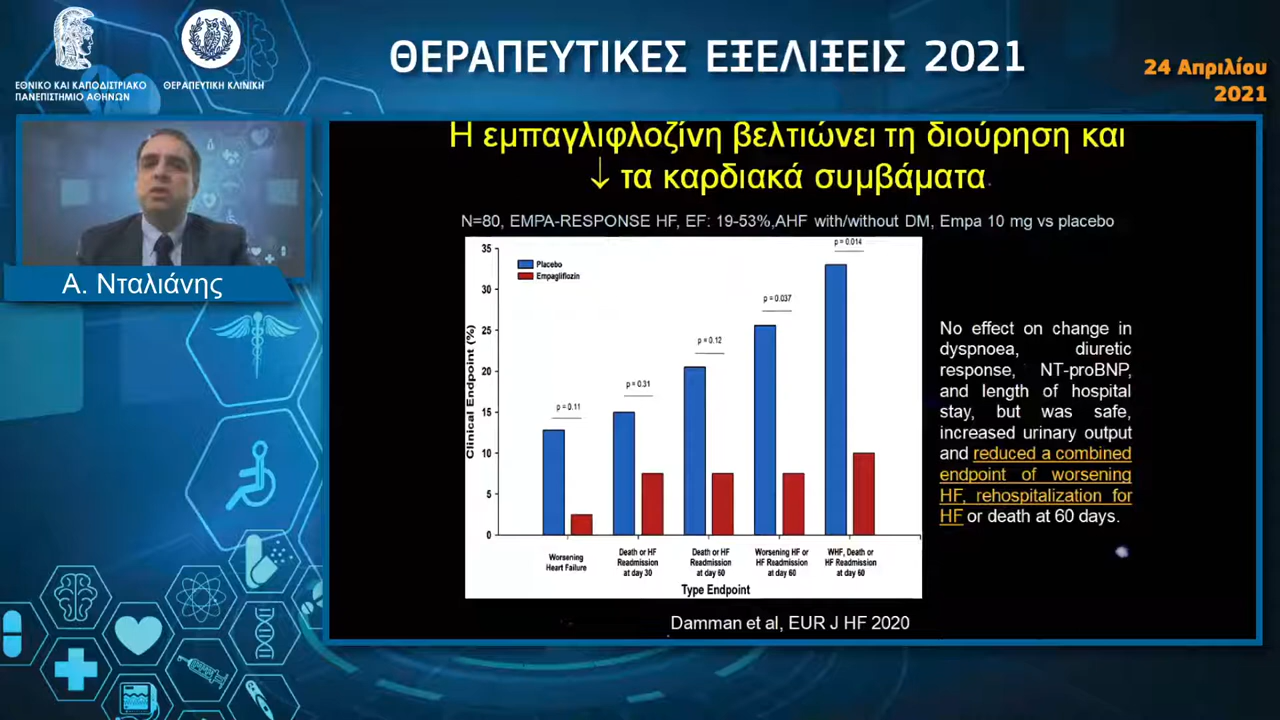 ΕΘΝΙΚΟ ΚΑΙ ΚΑΠΟΔΙΣΤΡΙΑΚΟ
ΠΑΝΕΠΙΣΤΗΜΙΟ ΑΘΗΝΩΝ
ΘΕΡΑΠΕΥΤΙΚΗ ΚΛΙΝΙΚΗ
ΘΕΡΑΠΕΥΤΙΚΕΣ ΕΞΕΛΙΞΕΙΣ 2021
24 Απριλίου
2021
Α. Νταλιάνης
Η εμπαγλιφλοζίνη βελτιώνει τη διούρηση και
↓ τα καρδιακά συμβάματα
N=80, EMPA-RESPONSE HF, EF: 19-53%,AHF with/without DM, Empa 10 mg vs placebo
Clinical Endpoint (%)
35
30
25
20
15
10
5
0
Placebo
Empagliflozin
p = 0.11
p = 0.31
p = 0.12
p = 0.037
p = 0.014
Worsening
Heart Failure
Death or HF
Readmission
at day 30
Death or HF
Readmission
at day 60
Worsening HF or
HF Readmission
at day 60
WHF, Death or
HF Readmission
at day 60
Type Endpoint
No effect on change in
dyspnoea, diuretic
response, NT-proBNP,
and length of hospital
stay, but was safe,
increased urinary output
and reduced a combined
endpoint of worsening
HF, rehospitalization for
HF or death at 60 days.
Damman et al, EUR J HF 2020